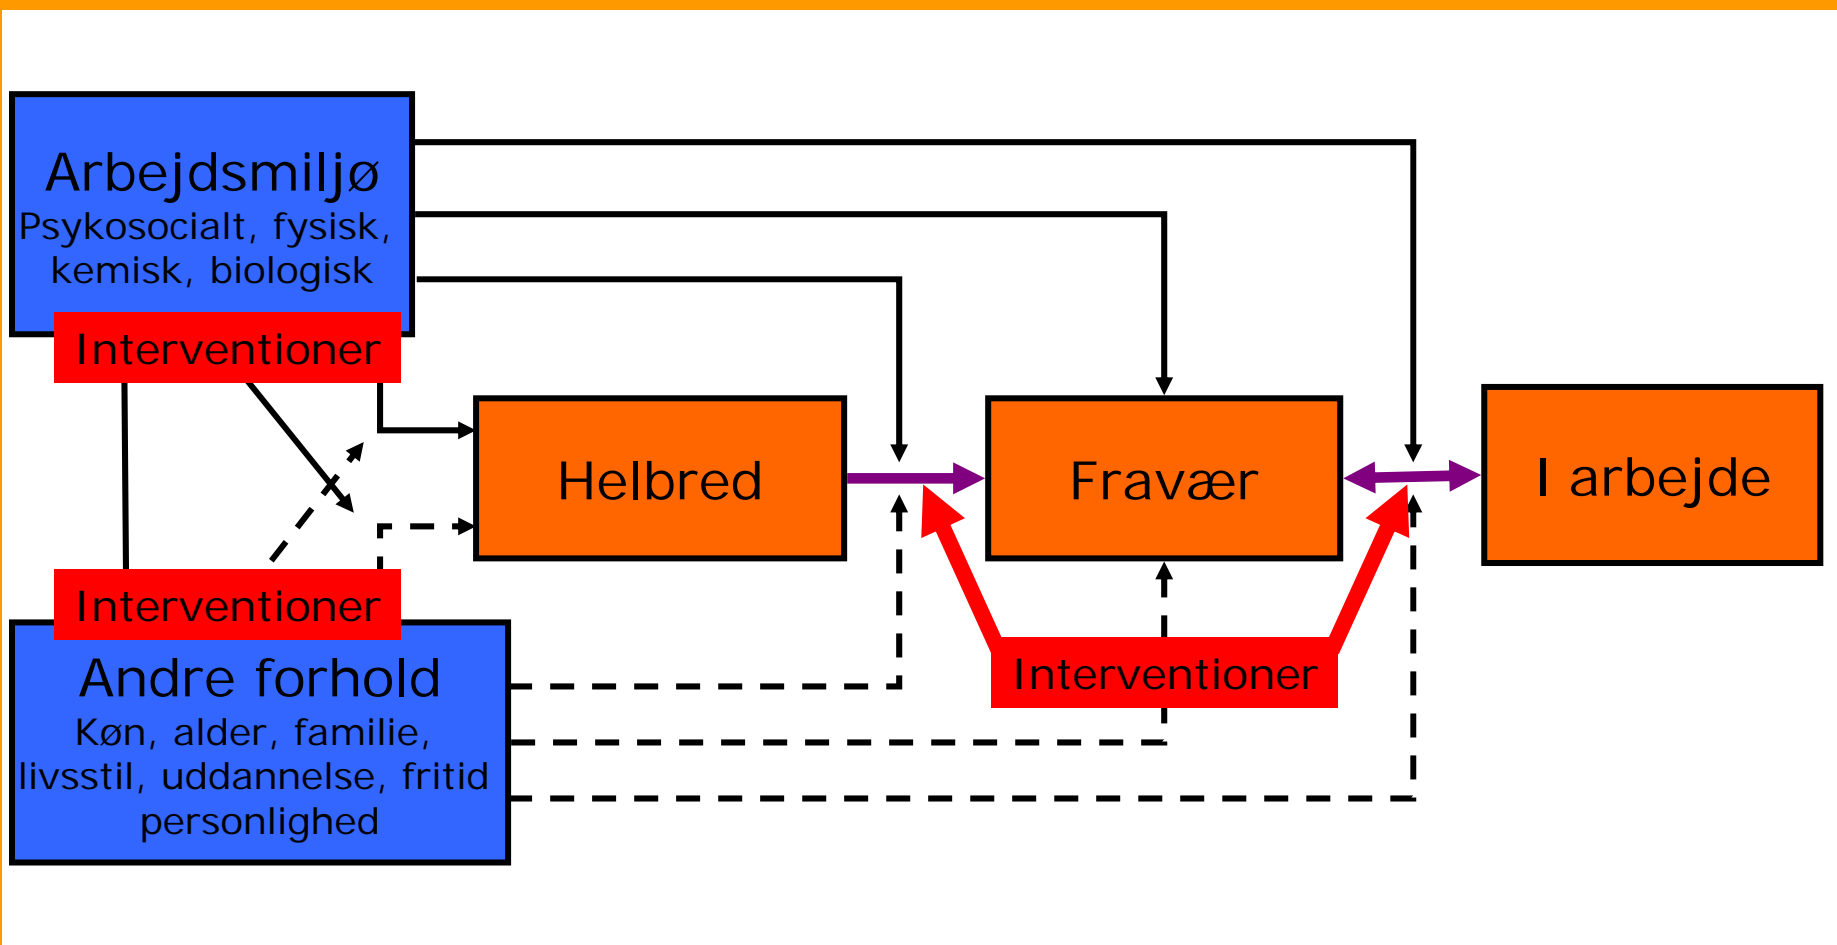 Arbejdsmiljø
Psykosocialt, fysisk,
kemisk, biologisk
Interventioner
Helbred
Fravær
I arbejde
Interventioner
Andre forhold
Køn, alder, familie,
livsstil, uddannelse, fritid
personlighed
Interventioner